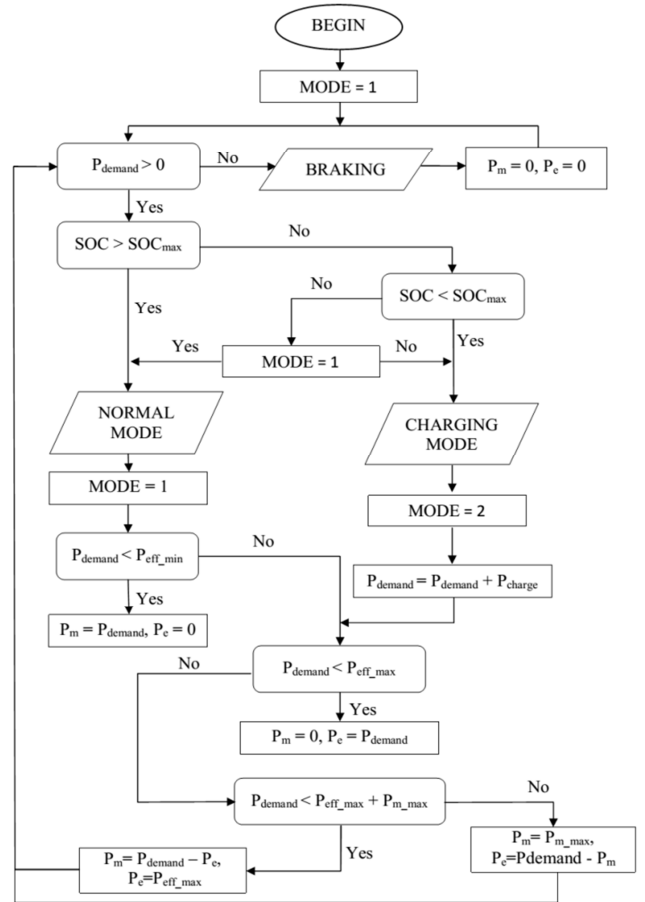 BEGIN
MODE = 1
P_demand > 0
No
BRAKING
P_m = 0, P_e = 0
Yes
SOC > SOC_max
No
No
SOC < SOC_max
Yes
Yes
MODE = 1
No
Yes
NORMAL
MODE
CHARGING
MODE
MODE = 1
MODE = 2
P_demand < P_eff_min
No
P_demand = P_demand + P_charge
Yes
P_m = P_demand, P_e = 0
No
P_demand < P_eff_max
Yes
P_m = 0, P_e = P_demand
P_demand < P_eff_max + P_m_max
No
Yes
P_m= P_m_max,
P_e=Pdemand - P_m
P_m= P_demand – P_e,
P_e=P_eff_max